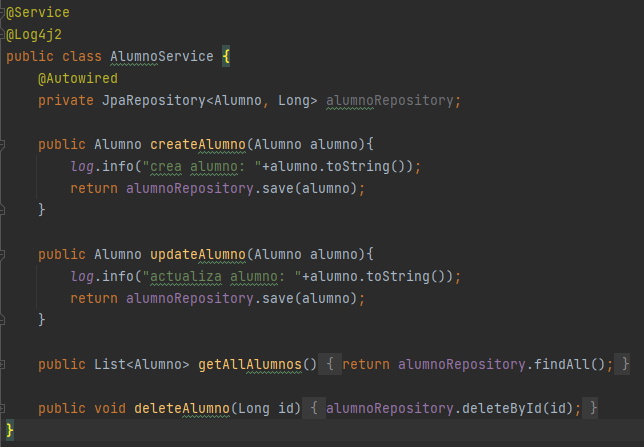 @Service
@Log4j2
public class AlumnoService {
@Autowired
private JpaRepository<Alumno, Long> alumnoRepository;
public Alumno createAlumno(Alumno alumno){
log.info("crea alumno: "+alumno.toString());
return alumnoRepository.save(alumno);
}
public Alumno updateAlumno(Alumno alumno){
log.info("actualiza alumno: "+alumno.toString());
return alumnoRepository.save(alumno);
}
public List<Alumno> getAllAlumnos() { return alumnoRepository.findAll(); }
public void deleteAlumno(Long id) { alumnoRepository.deleteById(id); }
}